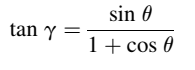 tan γ = sin θ / 1 + cos θ